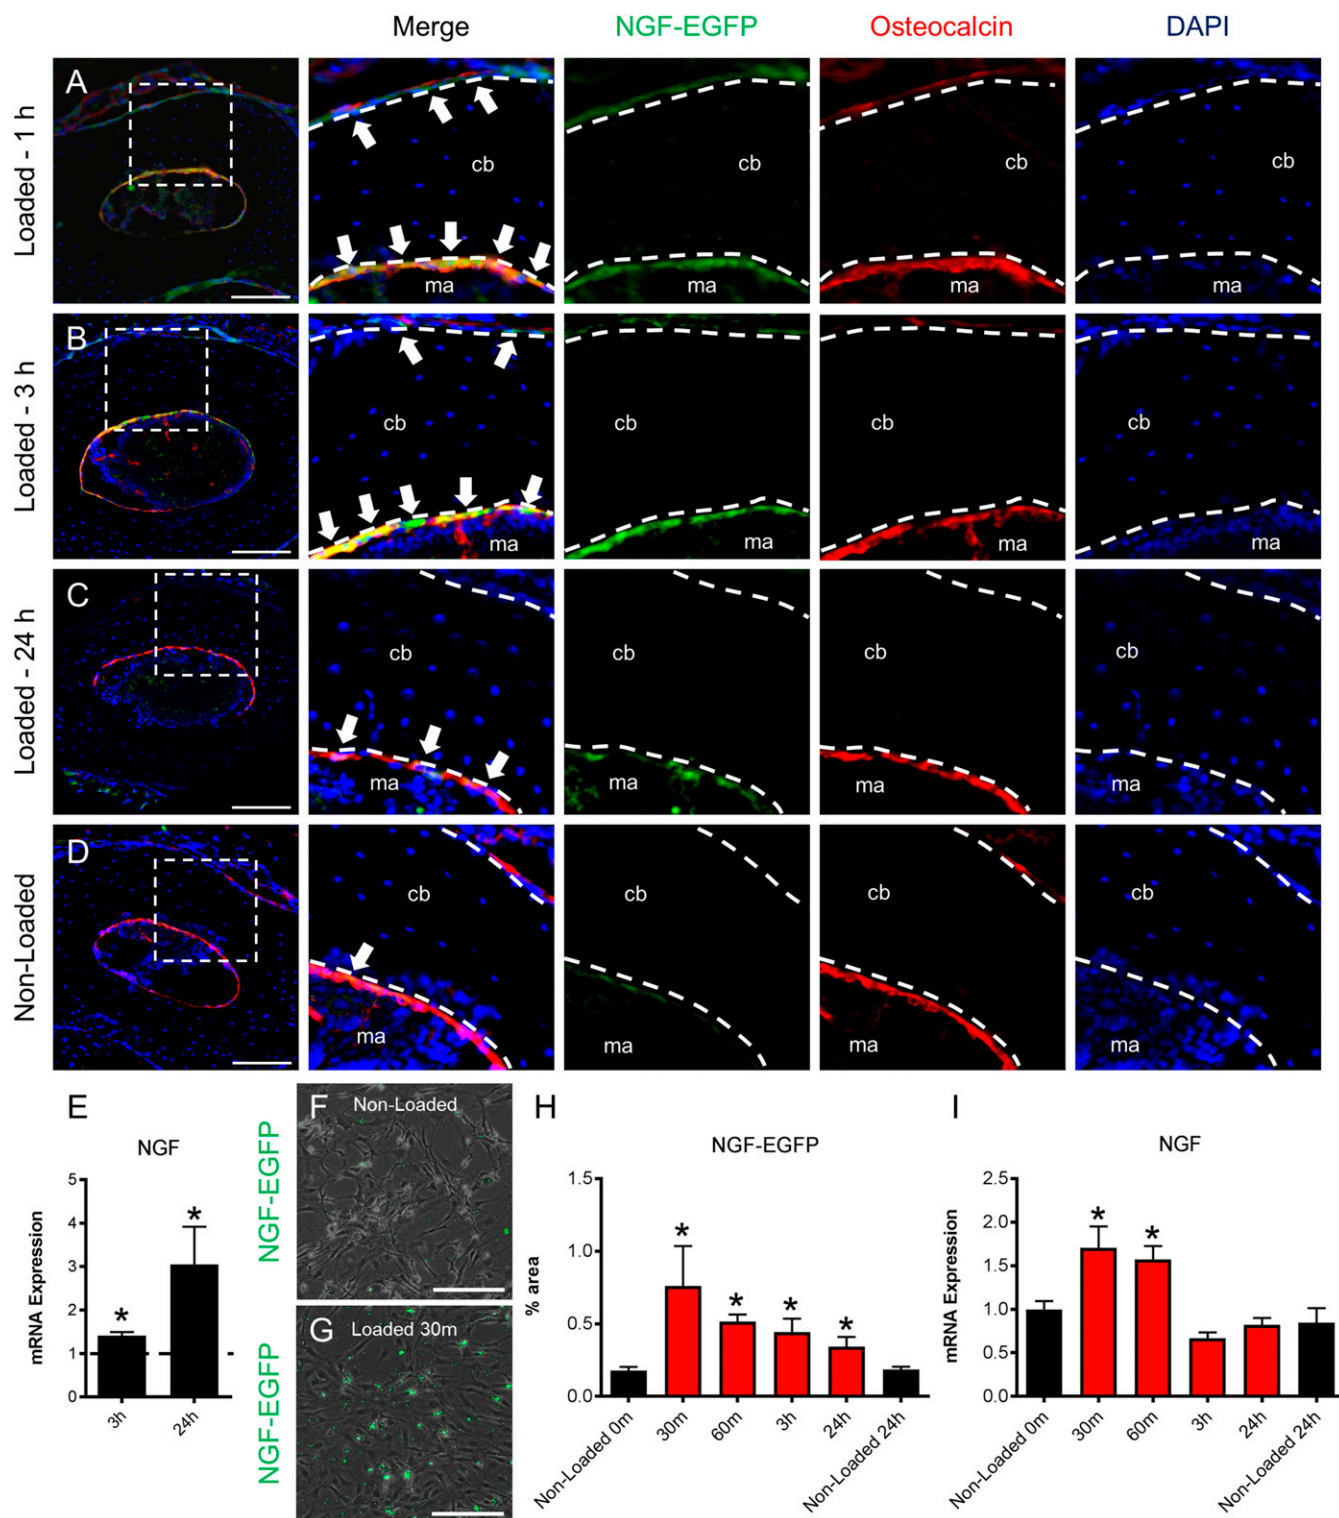 Merge NGF-EGFP Osteocalcin DAPI
Loaded - 1 h
A
cb cb cb cb
ma ma ma ma
Loaded - 3 h
B
cb cb cb cb
ma ma ma ma
Loaded - 24 h
C
cb cb cb cb
ma ma ma ma
Non-Loaded
D
cb cb cb cb
ma ma ma ma
E
NGF
mRNA Expression
5
4
3
2
1
0
* *
3h 24h
NGF-EGFP
F
Non-Loaded
NGF-EGFP
G
Loaded 30m
H
NGF-EGFP
% area
1.5
1.0
0.5
0.0
* * * *
Non-Loaded 0m 30m 60m 3h 24h Non-Loaded 24h
I
NGF
mRNA Expression
2.5
2.0
1.5
1.0
0.5
0.0
* *
Non-Loaded 0m 30m 60m 3h 24h Non-Loaded 24h